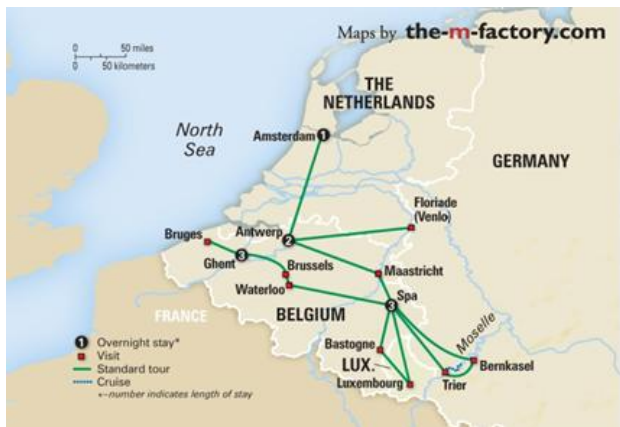 Maps by the-m-factory.com
0 50 miles
0 50 kilometers
THE
NETHERLANDS
North
Sea
Amsterdam 1
GERMANY
Floriade
(Venlo)
Bruges
Antwerp
2
Ghent 3
Brussels
Maastricht
Waterloo
Spa
3
FRANCE
BELGIUM
Moselle
1 Overnight stay*
Visit
Standard tour
Cruise
*-number indicates length of stay
Bastogne
LUX.
Luxembourg
Trier
Bernkasel